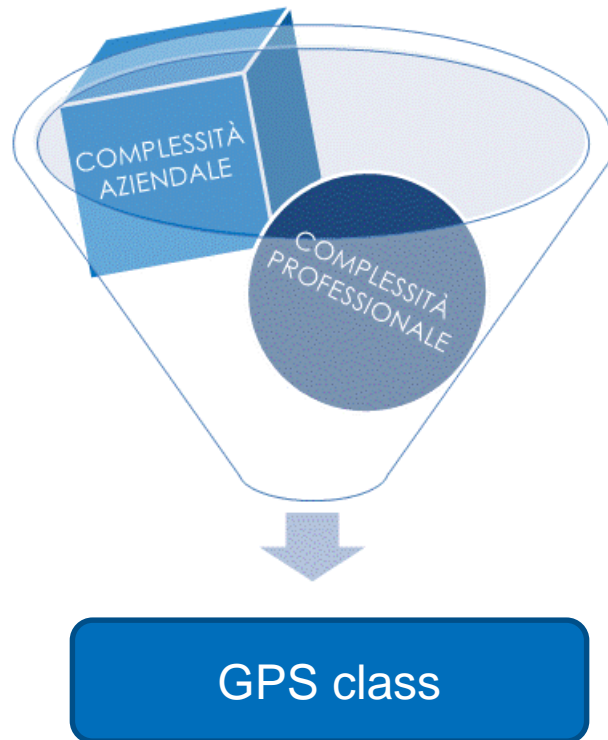 COMPLESSITÀ
AZIENDALE
COMPLESSITÀ
PROFESSIONALE
GPS class